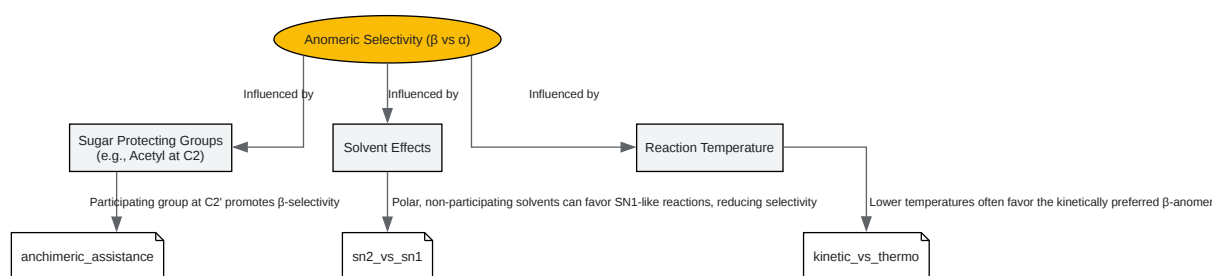 Anomeric Selectivity (β vs α)
Influenced by
Influenced by
Influenced by
Sugar Protecting Groups
(e.g., Acetyl at C2)
Solvent Effects
Reaction Temperature
Participating group at C2' promotes β-selectivity
Polar, non-participating solvents can favor SN1-like reactions, reducing selectivity
Lower temperatures often favor the kinetically preferred β-anomer
anchimeric_assistance
sn2_vs_sn1
kinetic_vs_thermo